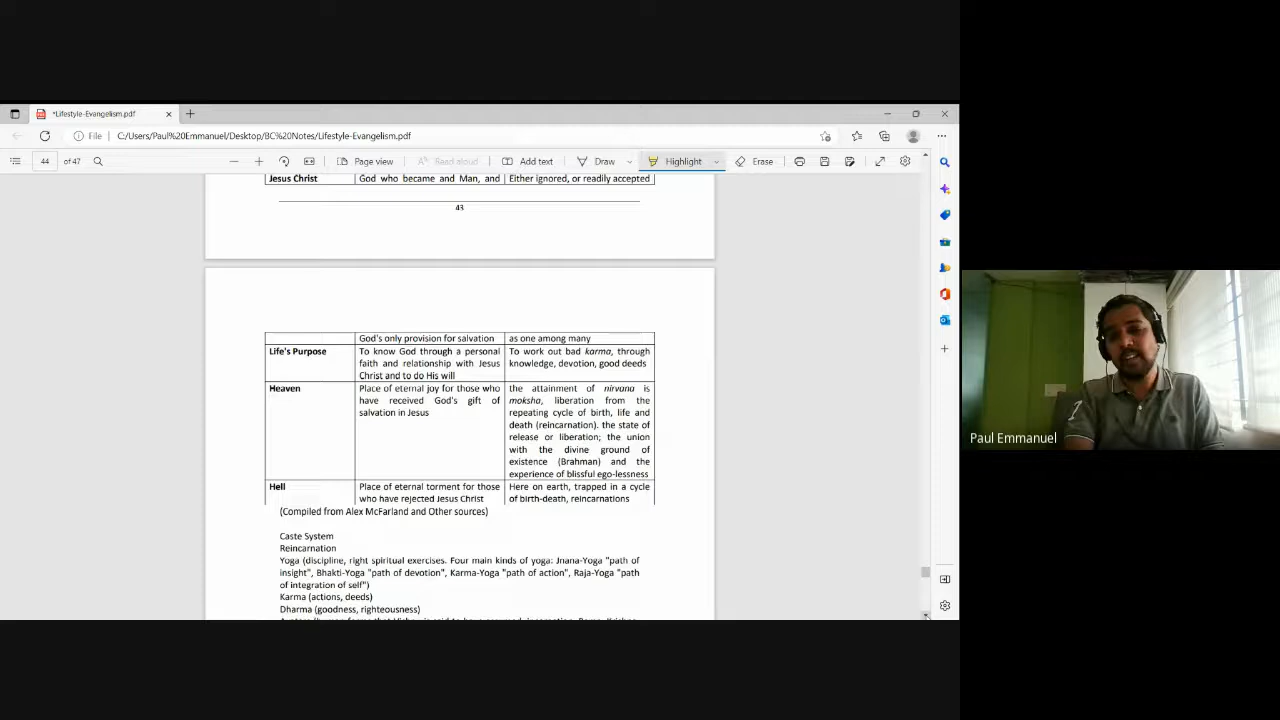 *Lifestyle-Evangelism.pdf
File
C:/Users/Paul%20Emmanuel/Desktop/BC%20Notes/Lifestyle-Evangelism.pdf
44 of 47
Page view
Read aloud
Add text
Draw
Highlight
Erase
Jesus Christ God who became and Man, and Either ignored, or readily accepted
43
God's only provision for salvation as one among many
Life's Purpose To know God through a personal To work out bad karma, through
faith and relationship with Jesus knowledge, devotion, good deeds
Christ and to do His will
Heaven Place of eternal joy for those who the attainment of nirvana is
have received God's gift of moksha, liberation from the
salvation in Jesus repeating cycle of birth, life and
death (reincarnation). the state of
release or liberation; the union
with the divine ground of
existence (Brahman) and the
experience of blissful ego-lessness
Hell Place of eternal torment for those Here on earth, trapped in a cycle
who have rejected Jesus Christ of birth-death, reincarnations
(Compiled from Alex McFarland and Other sources)
Caste System
Reincarnation
Yoga (discipline, right spiritual exercises. Four main kinds of yoga: Jnana-Yoga "path of
insight", Bhakti-Yoga "path of devotion", Karma-Yoga "path of action", Raja-Yoga "path
of integration of self")
Karma (actions, deeds)
Dharma (goodness, righteousness)
Paul Emmanuel